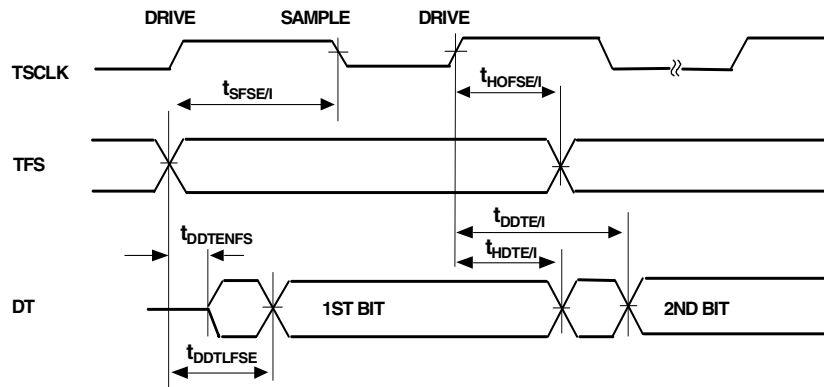 DRIVE SAMPLE DRIVE
TSCLK
tSFSE/I
tHOFSE/I
TFS
tDDTE/I
tDDTENFS
tHDTE/I
DT
1ST BIT
2ND BIT
tDDTLFSE